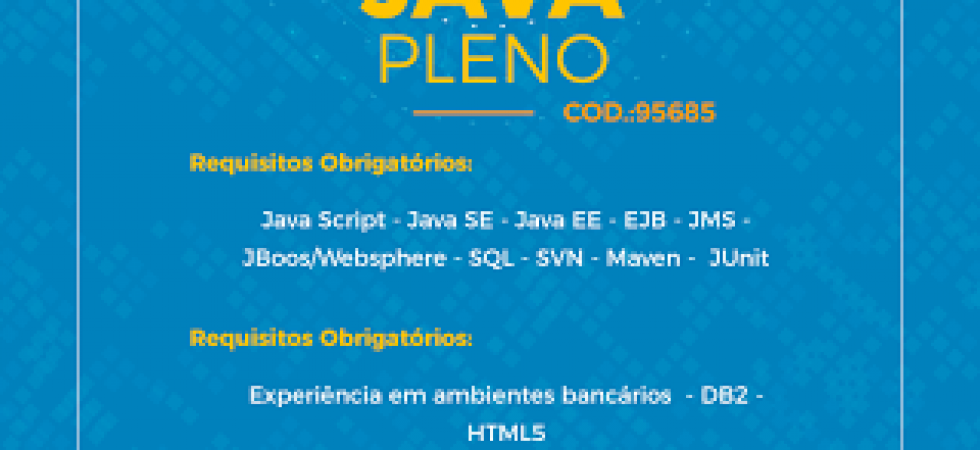 JAVA
PLENO
COD.:95685
Requisitos Obrigatórios:
Java Script - Java SE - Java EE - EJB - JMS -
JBoos/Websphere - SQL - SVN - Maven - JUnit
Requisitos Obrigatórios:
Experiência em ambientes bancários - DB2 -
HTML5